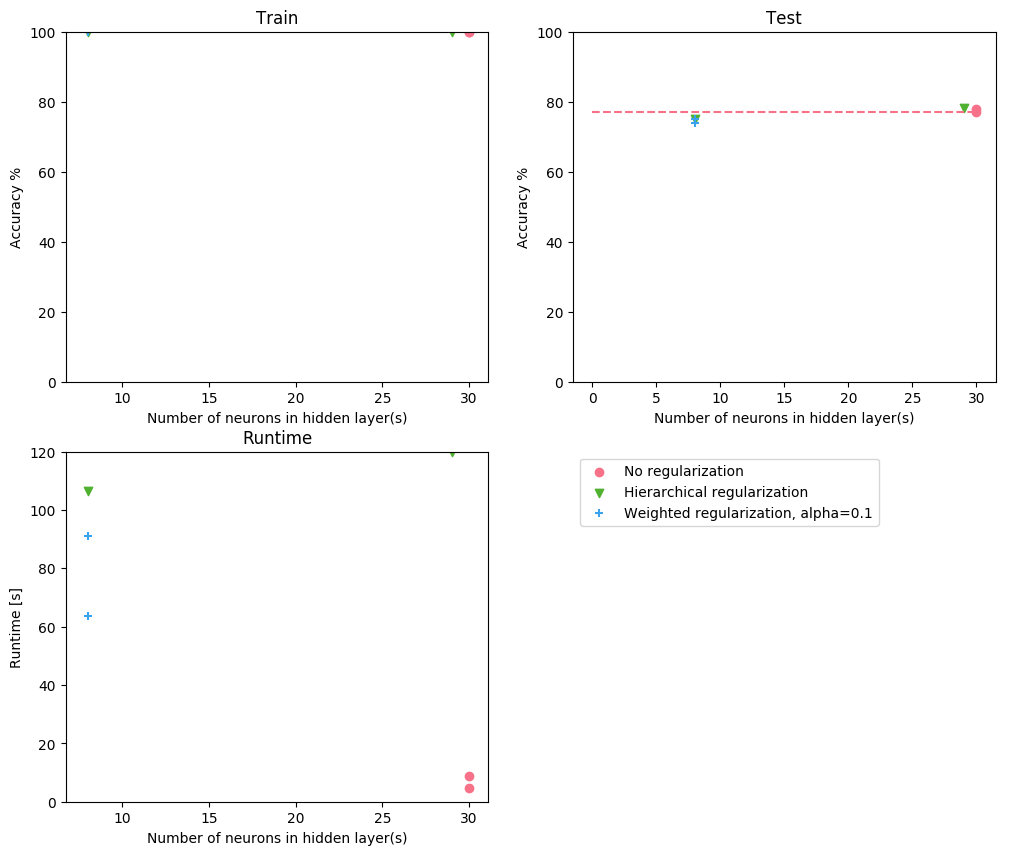 Train
100
80
60
40
20
0
Accuracy %
10 15 20 25 30
Number of neurons in hidden layer(s)
Test
100
80
60
40
20
0
Accuracy %
0 5 10 15 20 25 30
Number of neurons in hidden layer(s)
Runtime
120
100
80
60
40
20
0
Runtime [s]
10 15 20 25 30
Number of neurons in hidden layer(s)
No regularization
Hierarchical regularization
Weighted regularization, alpha=0.1